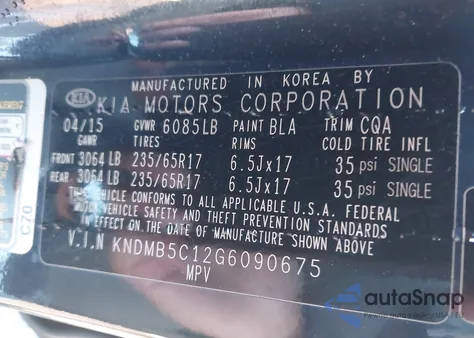 MANUFACTURED IN KOREA BY
KIA KIA MOTORS CORPORATION
04/15 GVWR 6085LB PAINT BLA TRIM CQA
GAWR TIRES RIMS COLD TIRE INFL
FRONT 3064 LB 235/65R17 6.5Jx17 35 psi SINGLE
REAR 3064 LB 235/65R17 6.5Jx17 35 psi SINGLE
THIS VEHICLE CONFORMS TO ALL APPLICABLE U.S.A. FEDERAL
MOTOR VEHICLE SAFETY AND THEFT PREVENTION STANDARDS
IN EFFECT ON THE DATE OF MANUFACTURE SHOWN ABOVE
V.I.N KNDMB5C12G6090675
MPV
C70
autoSnap